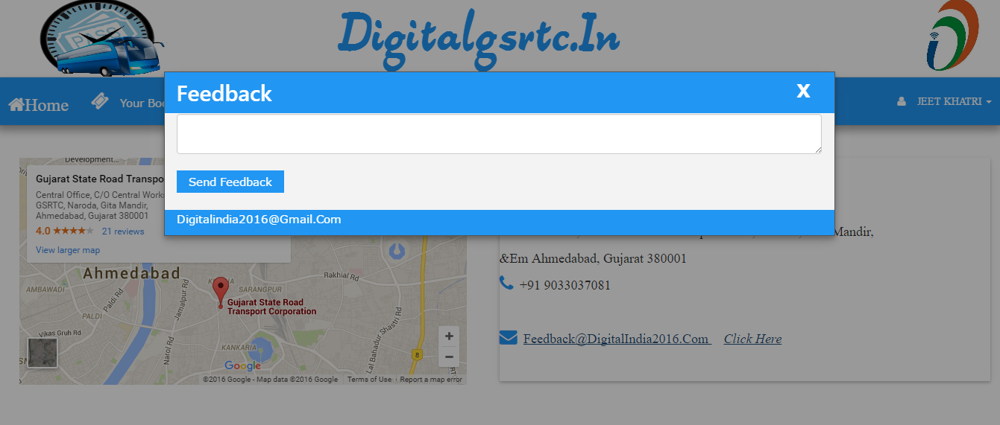 PASS
Digitalgsrtc.In
Feedback X
Home Your Boo JEET KHATRI
Send Feedback
Digitalindia2016@Gmail.Com
Development...
Gujarat State Road Transpo
Central Office, C/O Central Works
GSRTC, Naroda, Gita Mandir,
Ahmedabad, Gujarat 380001
4.0 21 reviews
View larger map
Ahmedabad
AMBAWADI
Paldi Rd
PALDI
Jamalpur Rd
SARANGPUR
Rakhial Rd
Gujarat State Road
Transport Corporation
Vikas Gruh Rd
Narol Rd
KANKARIA
Lal Bahadur Shastri Rd
8
+
−
Google
©2016 Google - Map data ©2016 Google Terms of Use Report a map error
Mandir,
&Em Ahmedabad, Gujarat 380001
+91 9033037081
Feedback@DigitalIndia2016.Com Click Here